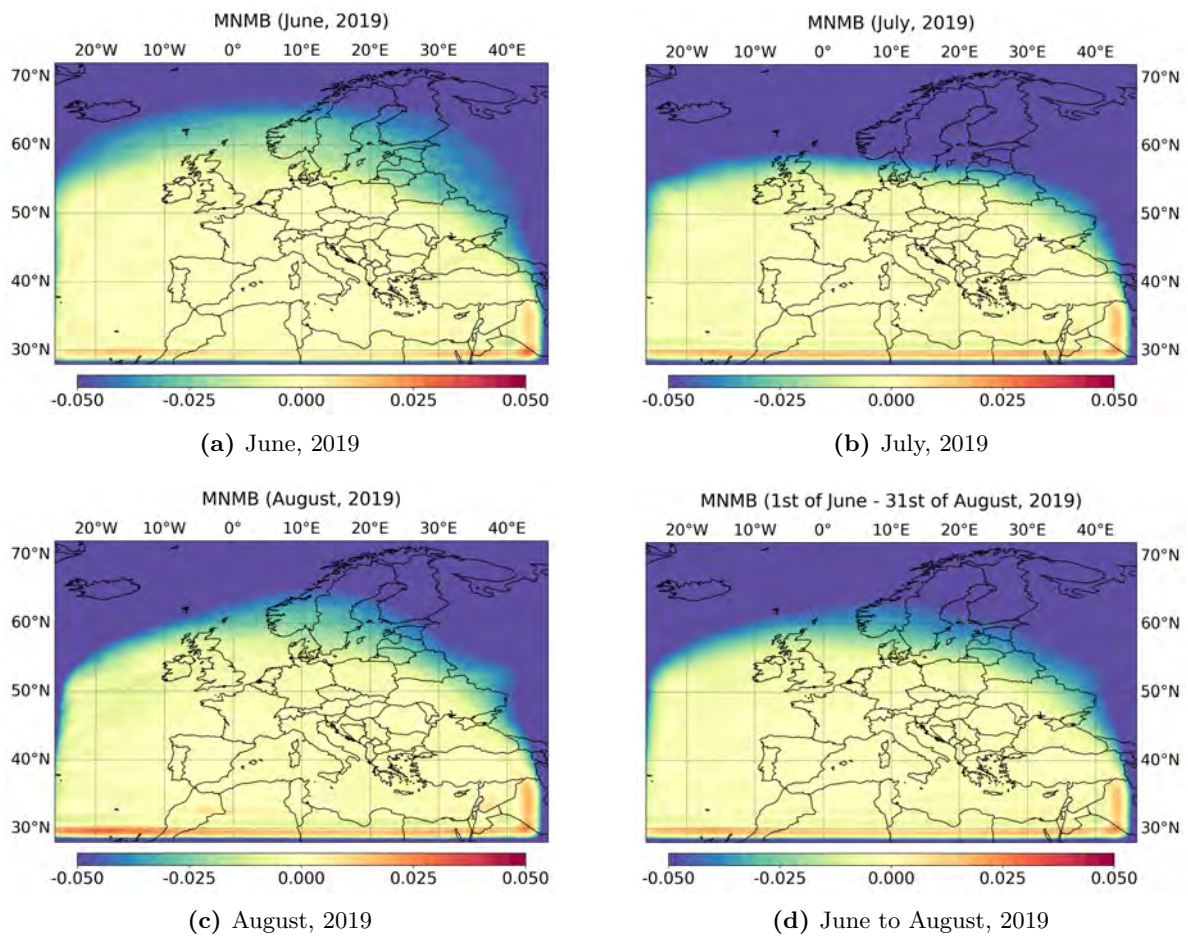 MNMB (June, 2019)
20°W 10°W 0° 10°E 20°E 30°E 40°E
70°N
60°N
50°N
40°N
30°N
-0.050 -0.025 0.000 0.025 0.050
(a) June, 2019
MNMB (July, 2019)
20°W 10°W 0° 10°E 20°E 30°E 40°E
70°N
60°N
50°N
40°N
30°N
-0.050 -0.025 0.000 0.025 0.050
(b) July, 2019
MNMB (August, 2019)
20°W 10°W 0° 10°E 20°E 30°E 40°E
70°N
60°N
50°N
40°N
30°N
-0.050 -0.025 0.000 0.025 0.050
(c) August, 2019
MNMB (1st of June - 31st of August, 2019)
20°W 10°W 0° 10°E 20°E 30°E 40°E
70°N
60°N
50°N
40°N
30°N
-0.050 -0.025 0.000 0.025 0.050
(d) June to August, 2019